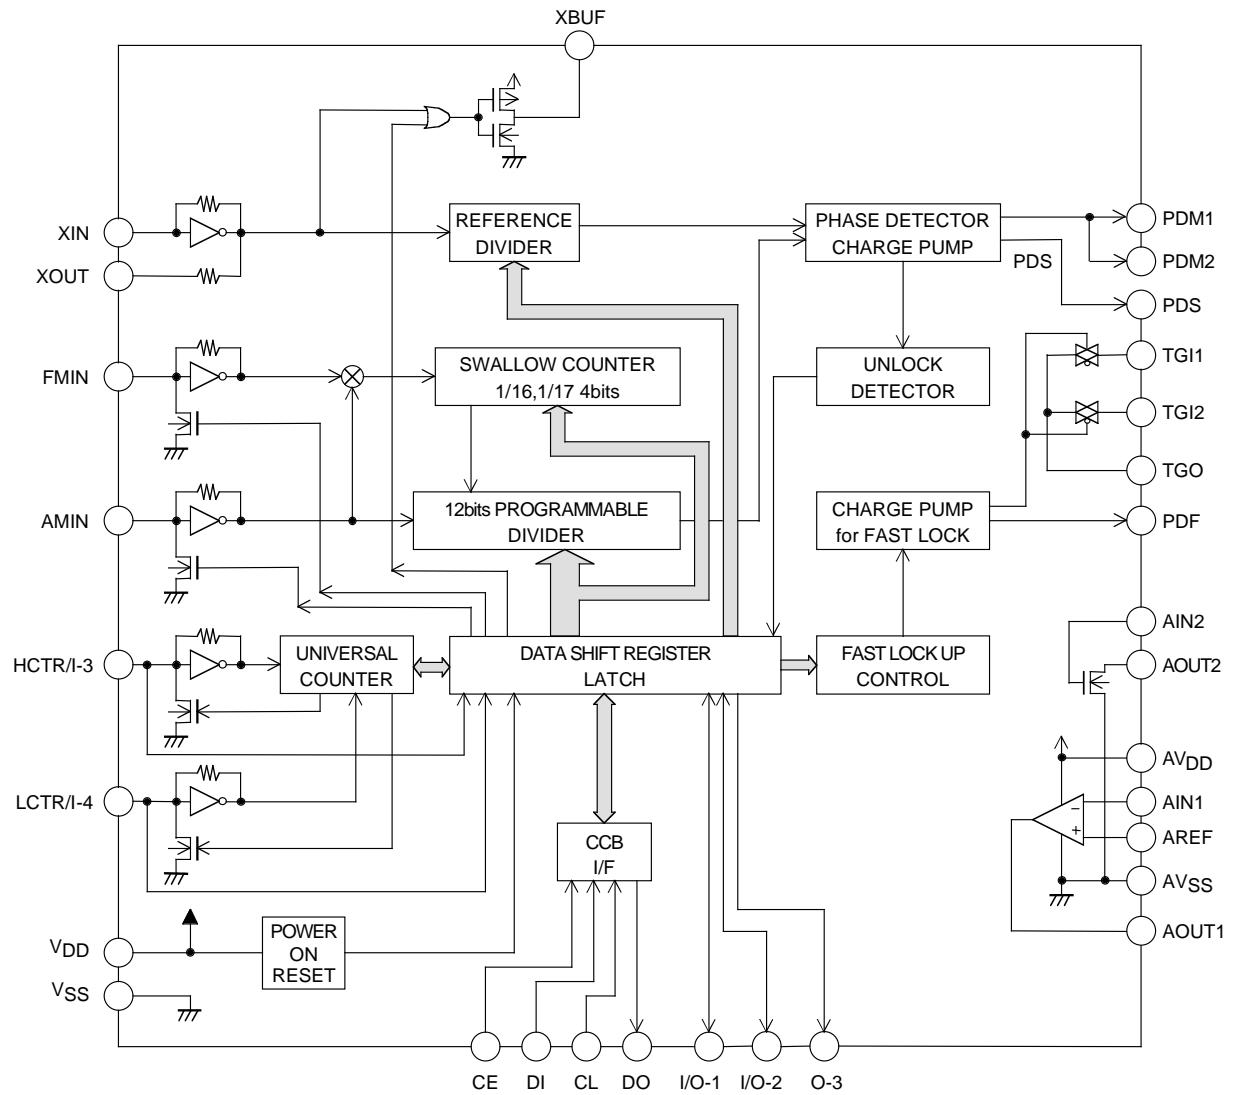 XBUF
XIN
REFERENCE
DIVIDER
PHASE DETECTOR
CHARGE PUMP
PDM1
XOUT
PDS
PDM2
PDS
FMIN
SWALLOW COUNTER
1/16,1/17 4bits
UNLOCK
DETECTOR
TGI1
TGI2
TGO
AMIN
12bits PROGRAMMABLE
DIVIDER
CHARGE PUMP
for FAST LOCK
PDF
AIN2
HCTR/I-3
UNIVERSAL
COUNTER
DATA SHIFT REGISTER
LATCH
FAST LOCK UP
CONTROL
AOUT2
AVDD
LCTR/I-4
−
AIN1
+
AREF
CCB
I/F
AVSS
VDD
POWER
ON
RESET
AOUT1
VSS
CE
DI
CL
DO
I/O-1
I/O-2
O-3